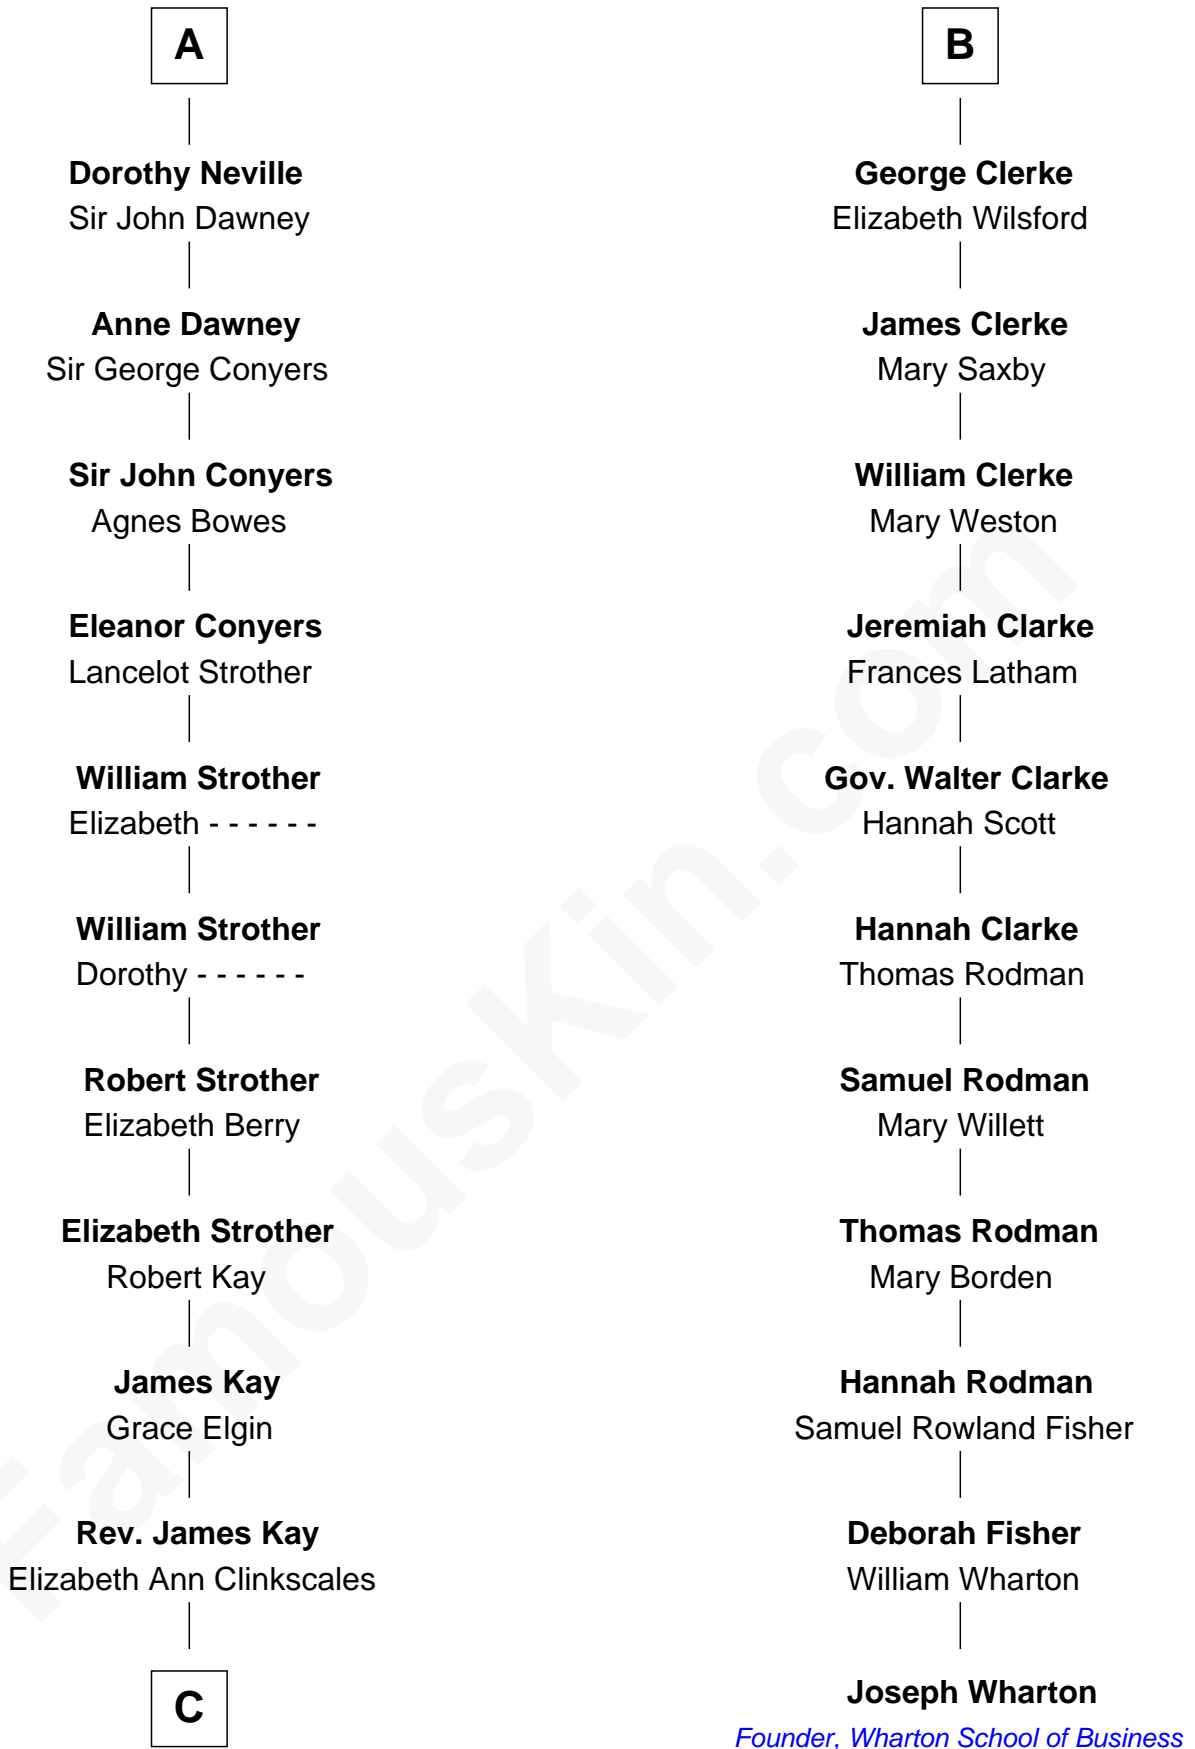 A
Dorothy Neville
Sir John Dawney
Anne Dawney
Sir George Conyers
Sir John Conyers
Agnes Bowes
Eleanor Conyers
Lancelot Strother
William Strother
Elizabeth - - - - - -
William Strother
Dorothy - - - - - -
Robert Strother
Elizabeth Berry
Elizabeth Strother
Robert Kay
James Kay
Grace Elgin
Rev. James Kay
Elizabeth Ann Clinkscales
C
B
George Clerke
Elizabeth Wilsford
James Clerke
Mary Saxby
William Clerke
Mary Weston
Jeremiah Clarke
Frances Latham
Gov. Walter Clarke
Hannah Scott
Hannah Clarke
Thomas Rodman
Samuel Rodman
Mary Willett
Thomas Rodman
Mary Borden
Hannah Rodman
Samuel Rowland Fisher
Deborah Fisher
William Wharton
Joseph Wharton
Founder, Wharton School of Business
FamousKin.com